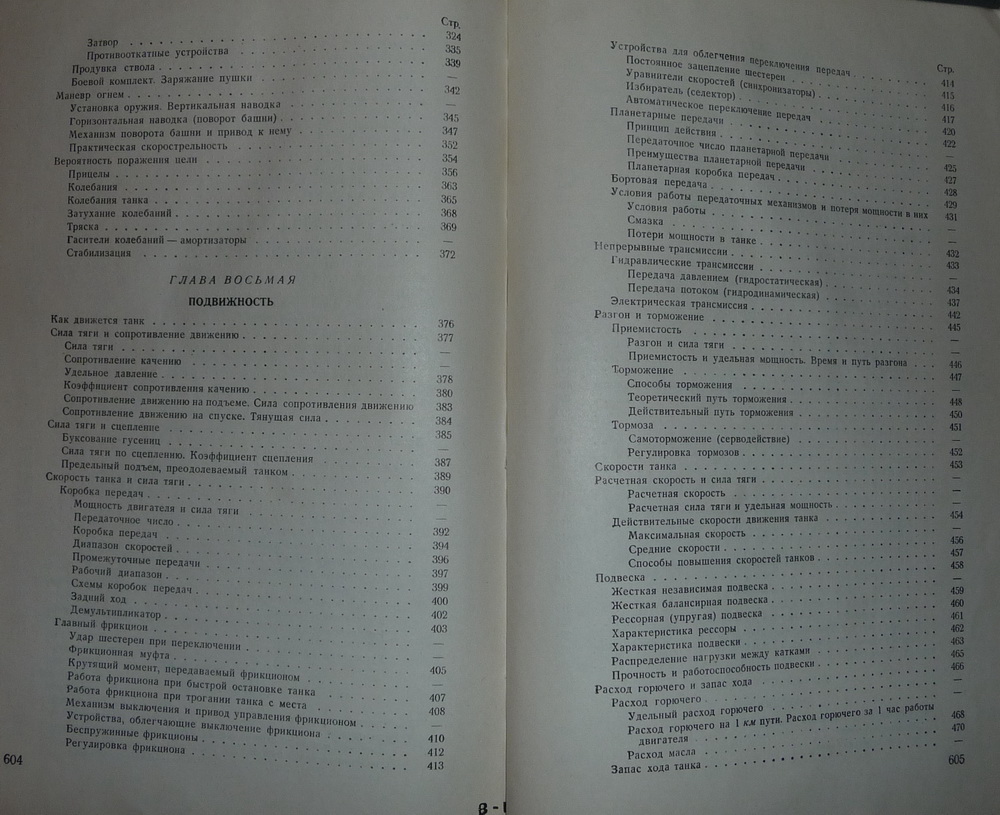 Стр.
Затвор . . . 324
Противооткатные устройства . . . 335
Продувка ствола . . . 339
Боевой комплект. Заряжание пушки . . . —
Маневр огнем . . . 342
Установка оружия. Вертикальная наводка . . . —
Горизонтальная наводка (поворот башни) . . . 345
Механизм поворота башни и привод к нему . . . 347
Практическая скорострельность . . . 352
Вероятность поражения цели . . . 354
Прицелы . . . 356
Колебания . . . 363
Колебания танка . . . 365
Затухание колебаний . . . 368
Тряска . . . 369
Гасители колебаний — амортизаторы . . . —
Стабилизация . . . 372
ГЛАВА ВОСЬМАЯ
ПОДВИЖНОСТЬ
Как движется танк . . . 376
Сила тяги и сопротивление движению . . . 377
Сила тяги . . . —
Сопротивление качению . . . —
Удельное давление . . . 378
Коэффициент сопротивления качению . . . 380
Сопротивление движению на подъеме. Сила сопротивления движению 383
Сопротивление движению на спуске. Тянущая сила . . . 384
Сила тяги и сцепление . . . 385
Буксование гусениц . . . —
Сила тяги по сцеплению. Коэффициент сцепления . . . 387
Предельный подъем, преодолеваемый танком . . . 389
Скорость танка и сила тяги . . . 390
Коробка передач . . . —
Мощность двигателя и сила тяги . . . —
Передаточное число . . . 392
Коробка передач . . . 394
Диапазон скоростей . . . 396
Промежуточные передачи . . . 397
Рабочий диапазон . . . 399
Схемы коробок передач . . . 400
Задний ход . . . 402
Демультипликатор . . . 403
Главный фрикцион . . . —
Удар шестерен при переключении . . . —
Фрикционная муфта . . . 405
Крутящий момент, передаваемый фрикционом . . . —
Работа фрикциона при быстрой остановке танка . . . 407
Работа фрикциона при трогании танка с места . . . 408
Механизм выключения и привод управления фрикционом . . . —
Устройства, облегчающие выключение фрикциона . . . 410
Беспружинные фрикционы . . . 412
Регулировка фрикциона . . . 413
604
Стр.
Устройства для облегчения переключения передач . . . 414
Постоянное зацепление шестерен . . . 415
Уравнители скоростей (синхронизаторы) . . . 416
Избиратель (селектор) . . . 417
Автоматическое переключение передач . . . 420
Планетарные передачи . . . 422
Принцип действия . . . —
Передаточное число планетарной передачи . . . 425
Преимущества планетарной передачи . . . 427
Планетарная коробка передач . . . 428
Бортовая передача . . . 429
Условия работы передаточных механизмов и потеря мощности в них 431
Условия работы . . . —
Смазка . . . —
Потери мощности в танке . . . 432
Непрерывные трансмиссии . . . 433
Гидравлические трансмиссии . . . —
Передача давлением (гидростатическая) . . . 434
Передача потоком (гидродинамическая) . . . 437
Электрическая трансмиссия . . . 442
Разгон и торможение . . . 445
Приемистость . . . —
Разгон и сила тяги . . . —
Приемистость и удельная мощность. Время и путь разгона . . . 446
Торможение . . . 447
Способы торможения . . . —
Теоретический путь торможения . . . 448
Действительный путь торможения . . . 450
Тормоза . . . 451
Самоторможение (серводействие) . . . —
Регулировка тормозов . . . 452
Скорости танка . . . 453
Расчетная скорость и сила тяги . . . —
Расчетная скорость . . . —
Расчетная сила тяги и удельная мощность . . . 454
Действительные скорости движения танка . . . —
Максимальная скорость . . . 456
Средние скорости . . . 457
Способы повышения скоростей танков . . . 458
Подвеска . . . —
Жесткая независимая подвеска . . . 459
Жесткая балансирная подвеска . . . 460
Рессорная (упругая) подвеска . . . 461
Характеристика рессоры . . . 462
Характеристика подвески . . . 463
Распределение нагрузки между катками . . . 465
Прочность и работоспособность подвески . . . 466
Расход горючего и запас хода . . . —
Расход горючего . . . —
Удельный расход горючего . . . —
Расход горючего на 1 км пути. Расход горючего за 1 час работы
двигателя . . . 468
Расход масла . . . 470
Запас хода танка . . . —
605